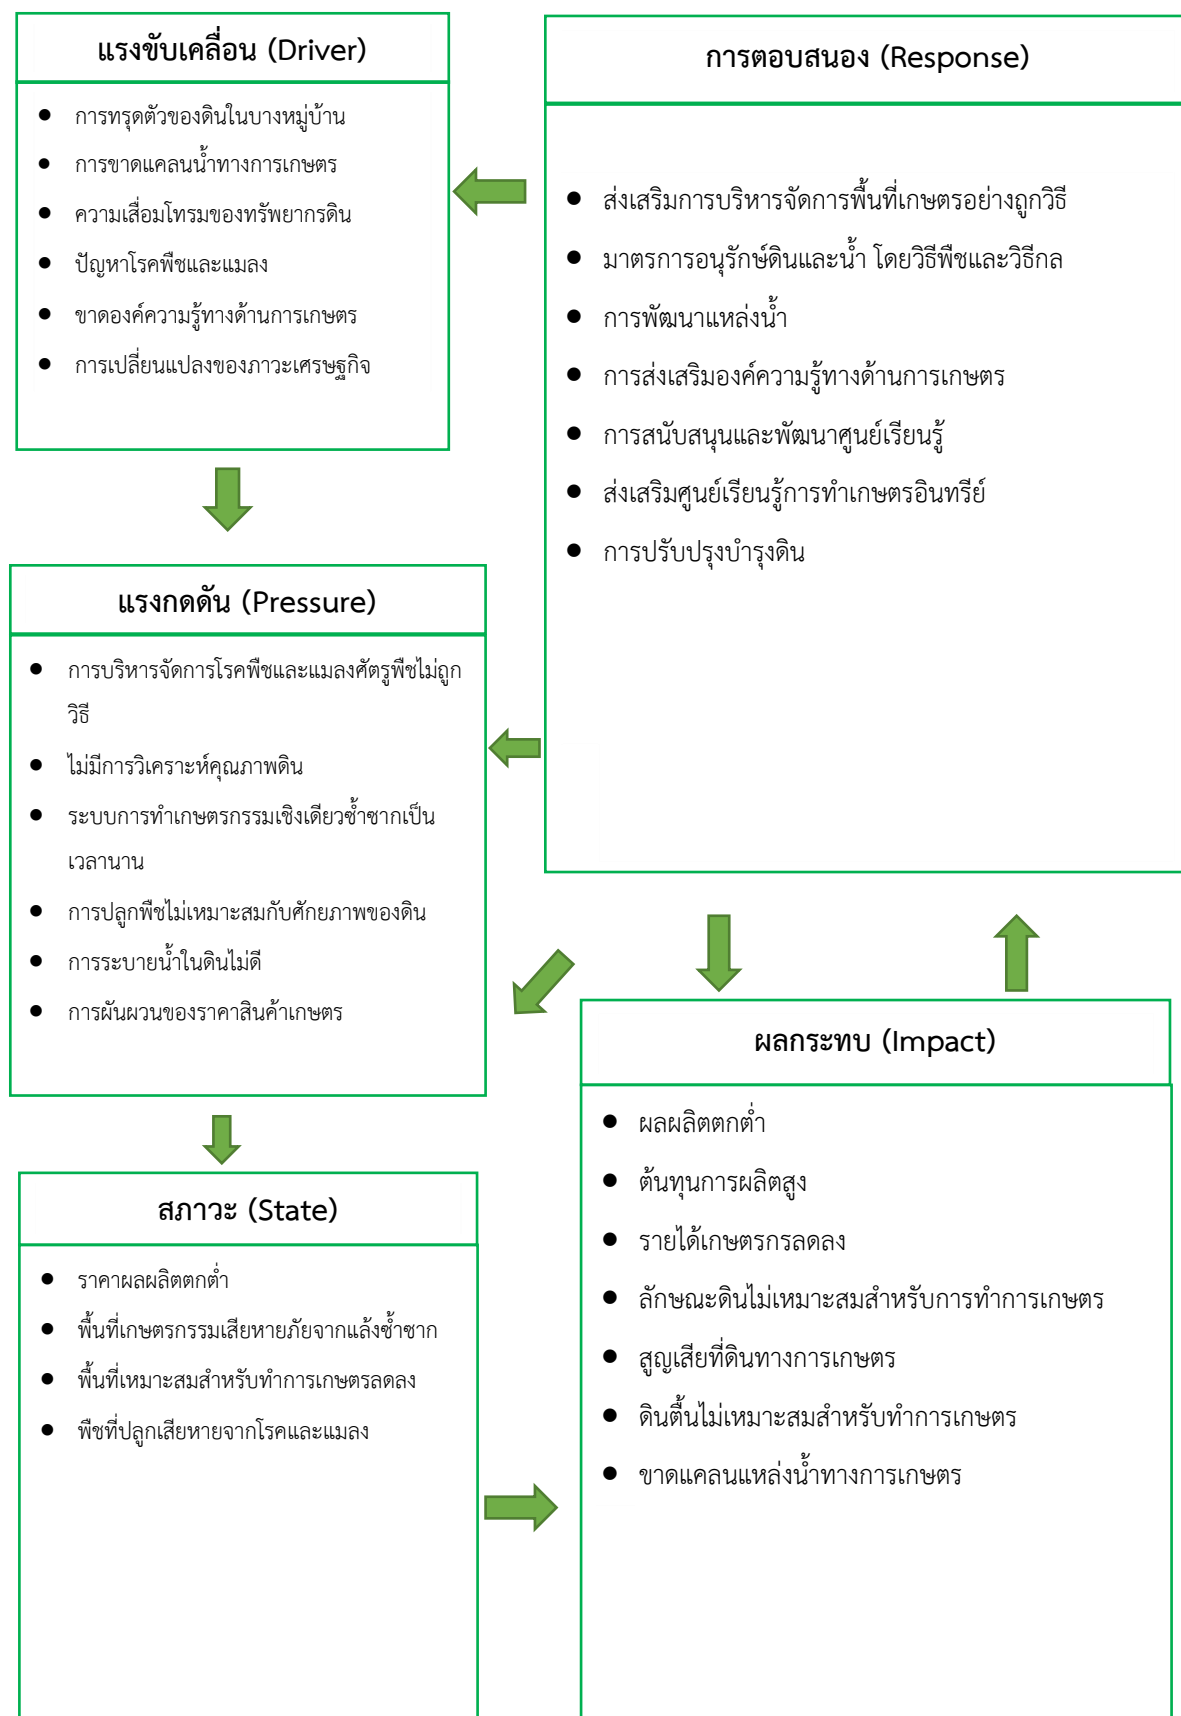 แรงขับเคลื่อน (Driver)
● การทรุดตัวของดินในบางหมู่บ้าน
● การขาดแคลนน้ำทางการเกษตร
● ความเสื่อมโทรมของทรัพยากรดิน
● ปัญหาโรคพืชและแมลง
● ขาดองค์ความรู้ทางด้านการเกษตร
● การเปลี่ยนแปลงของภาวะเศรษฐกิจ
การตอบสนอง (Response)
● ส่งเสริมการบริหารจัดการพื้นที่เกษตรอย่างถูกวิธี
● มาตรการอนุรักษ์ดินและน้ำ โดยวิธีพืชและวิธีกล
● การพัฒนาแหล่งน้ำ
● การส่งเสริมองค์ความรู้ทางด้านการเกษตร
● การสนับสนุนและพัฒนาศูนย์เรียนรู้
● ส่งเสริมศูนย์เรียนรู้การทำเกษตรอินทรีย์
● การปรับปรุงบำรุงดิน
แรงกดดัน (Pressure)
● การบริหารจัดการโรคพืชและแมลงศัตรูพืชไม่ถูก
วิธี
● ไม่มีการวิเคราะห์คุณภาพดิน
● ระบบการทำเกษตรกรรมเชิงเดียวซ้ำซากเป็น
เวลานาน
● การปลูกพืชไม่เหมาะสมกับศักยภาพของดิน
● การระบายน้ำในดินไม่ดี
● การผันผวนของราคาสินค้าเกษตร
สภาวะ (State)
● ราคาผลผลิตตกต่ำ
● พื้นที่เกษตรกรรมเสียหายภัยจากแล้งซ้ำซาก
● พื้นที่เหมาะสมสำหรับทำการเกษตรลดลง
● พืชที่ปลูกเสียหายจากโรคและแมลง
ผลกระทบ (Impact)
● ผลผลิตตกต่ำ
● ต้นทุนการผลิตสูง
● รายได้เกษตรกรลดลง
● ลักษณะดินไม่เหมาะสมสำหรับการทำการเกษตร
● สูญเสียที่ดินทางการเกษตร
● ดินตื้นไม่เหมาะสมสำหรับทำการเกษตร
● ขาดแคลนแหล่งน้ำทางการเกษตร